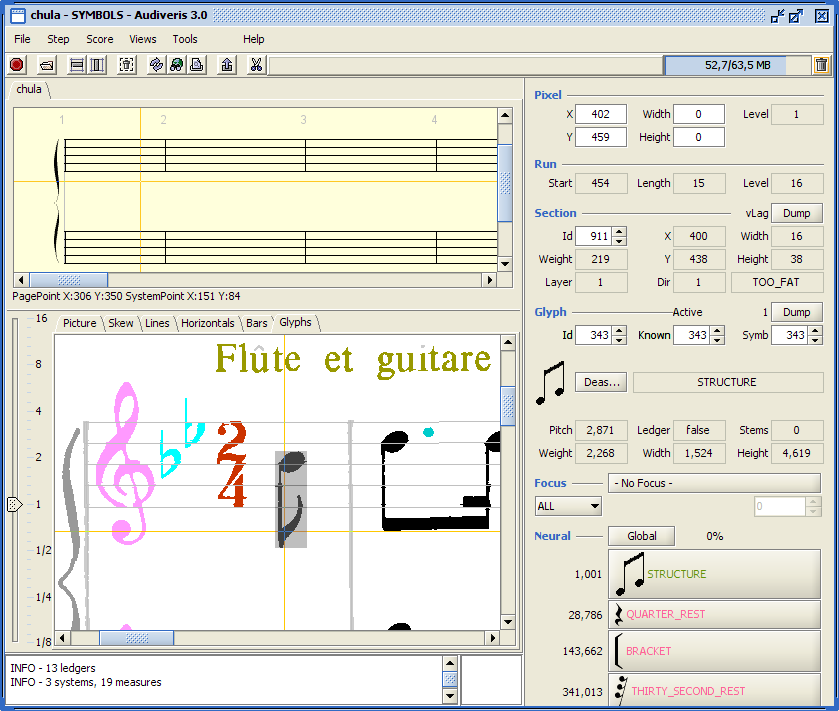 chula - SYMBOLS - Audiveris 3.0
File Step Score Views Tools Help
52,7/63,5 MB
chula
1 2 3 4
PagePoint X:306 Y:350 SystemPoint X:151 Y:84
16
8
4
2
1
1/2
1/4
1/8
Picture Skew Lines Horizontals Bars Glyphs
Flûte et guitare
2
4
INFO - 13 ledgers
INFO - 3 systems, 19 measures
Pixel
X 402 Width 0 Level 1
Y 459 Height 0
Run
Start 454 Length 15 Level 16
Section vLag Dump
Id 911 X 400 Width 16
Weight 219 Y 438 Height 38
Layer 1 Dir 1 TOO_FAT
Glyph Active 1 Dump
Id 343 Known 343 Symb 343
Deas... STRUCTURE
Pitch 2,871 Ledger false Stems 0
Weight 2,268 Width 1,524 Height 4,619
Focus - No Focus -
ALL 0
Neural Global 0%
1,001 STRUCTURE
28,786 QUARTER_REST
143,662 BRACKET
341,013 THIRTY_SECOND_REST